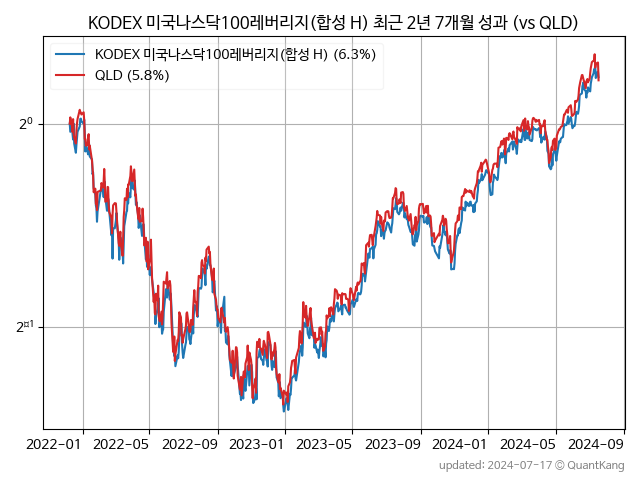 KODEX 미국나스닥100레버리지(합성 H) 최근 2년 7개월 성과 (vs QLD)
KODEX 미국나스닥100레버리지(합성 H) (6.3%)
QLD (5.8%)
2⁰
2¤1
2022-01 2022-05 2022-09 2023-01 2023-05 2023-09 2024-01 2024-05 2024-09
updated: 2024-07-17 © QuantKang